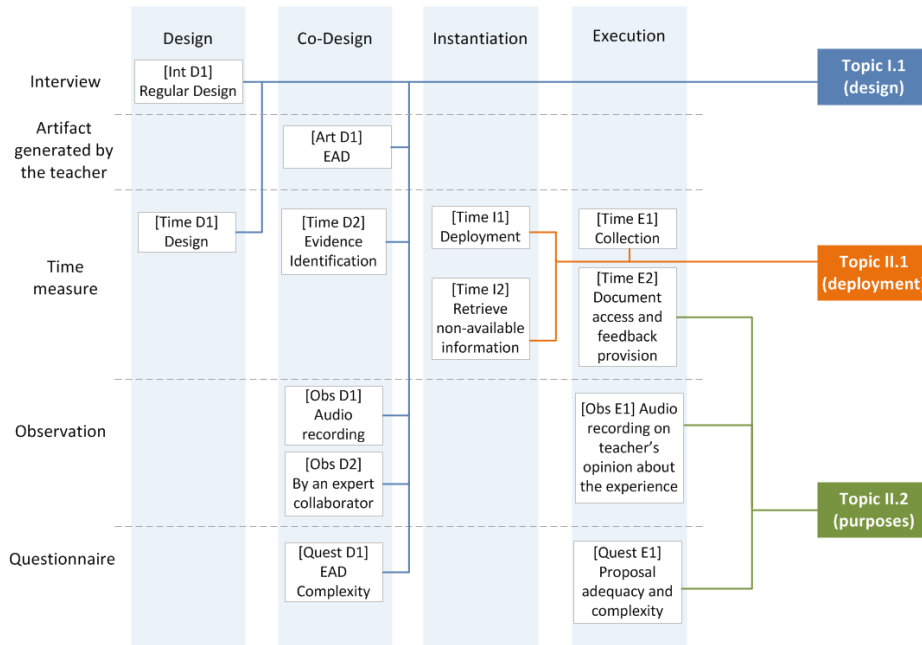 Design
Co-Design
Instantiation
Execution
Interview
[Int D1]
Regular Design
Topic I.1
(design)
Artifact
generated by
the teacher
[Art D1]
EAD
Time
measure
[Time D1]
Design
[Time D2]
Evidence
Identification
[Time I1]
Deployment
[Time I2]
Retrieve
non-available
information
[Time E1]
Collection
[Time E2]
Document
access and
feedback
provision
Topic II.1
(deployment)
Observation
[Obs D1]
Audio
recording
[Obs D2]
By an expert
collaborator
[Obs E1] Audio
recording on
teacher's
opinion about
the experience
Topic II.2
(purposes)
Questionnaire
[Quest D1]
EAD
Complexity
[Quest E1]
Proposal
adequacy and
complexity